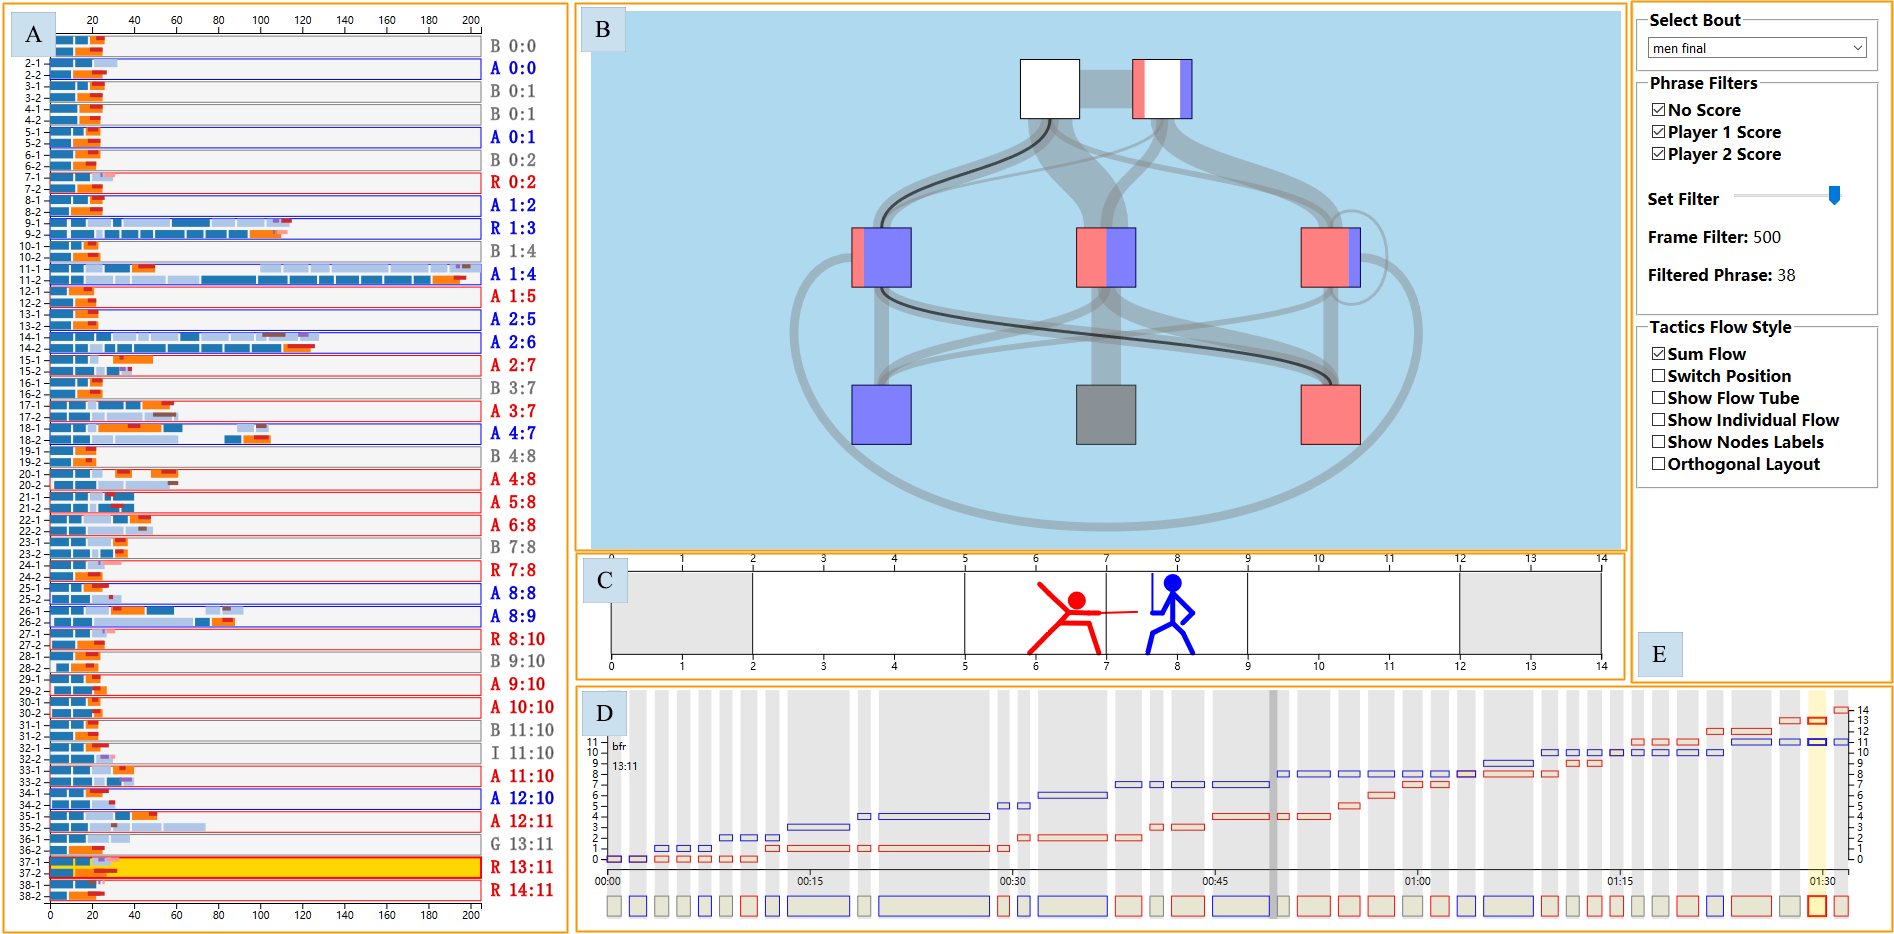 A
20 40 60 80 100 120 140 160 180 200
B 0:0
2-1 A 0:0
2-2
3-1 B 0:1
3-2
4-1 B 0:1
4-2
5-1 A 0:1
5-2
6-1 B 0:2
6-2
7-1 R 0:2
7-2
8-1 A 1:2
8-2
9-1 R 1:3
9-2
10-1 B 1:4
10-2
11-1 A 1:4
11-2
12-1 A 1:5
12-2
13-1 A 2:5
13-2
14-1 A 2:6
14-2
15-1 A 2:7
15-2
16-1 B 3:7
16-2
17-1 A 3:7
17-2
18-1 A 4:7
18-2
19-1 B 4:8
19-2
20-1 A 4:8
20-2
21-1 A 5:8
21-2
22-1 A 6:8
22-2
23-1 B 7:8
23-2
24-1 R 7:8
24-2
25-1 A 8:8
25-2
26-1 A 8:9
26-2
27-1 R 8:10
27-2
28-1 B 9:10
28-2
29-1 A 9:10
29-2
30-1 A 10:10
30-2
31-1 B 11:10
31-2
32-1 I 11:10
32-2
33-1 A 11:10
33-2
34-1 A 12:10
34-2
35-1 A 12:11
35-2
36-1 G 13:11
36-2
37-1 R 13:11
37-2
38-1 R 14:11
38-2
0 20 40 60 80 100 120 140 160 180 200
B
C
0 1 2 3 4 5 6 7 8 9 10 11 12 13 14
0 1 2 3 4 5 6 7 8 9 10 11 12 13 14
D
bfr
13:11
11
10
9
8
7
6
5
4
3
2
1
0
14
13
12
11
10
9
8
7
6
5
4
3
2
1
0
00:00 00:15 00:30 00:45 01:00 01:15 01:30
Select Bout
men final
Phrase Filters
No Score
Player 1 Score
Player 2 Score
Set Filter
Frame Filter: 500
Filtered Phrase: 38
Tactics Flow Style
Sum Flow
Switch Position
Show Flow Tube
Show Individual Flow
Show Nodes Labels
Orthogonal Layout
E